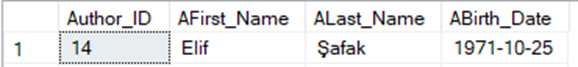 Author_ID AFirst_Name ALast_Name ABirth_Date
1 14 Elif Şafak 1971-10-25